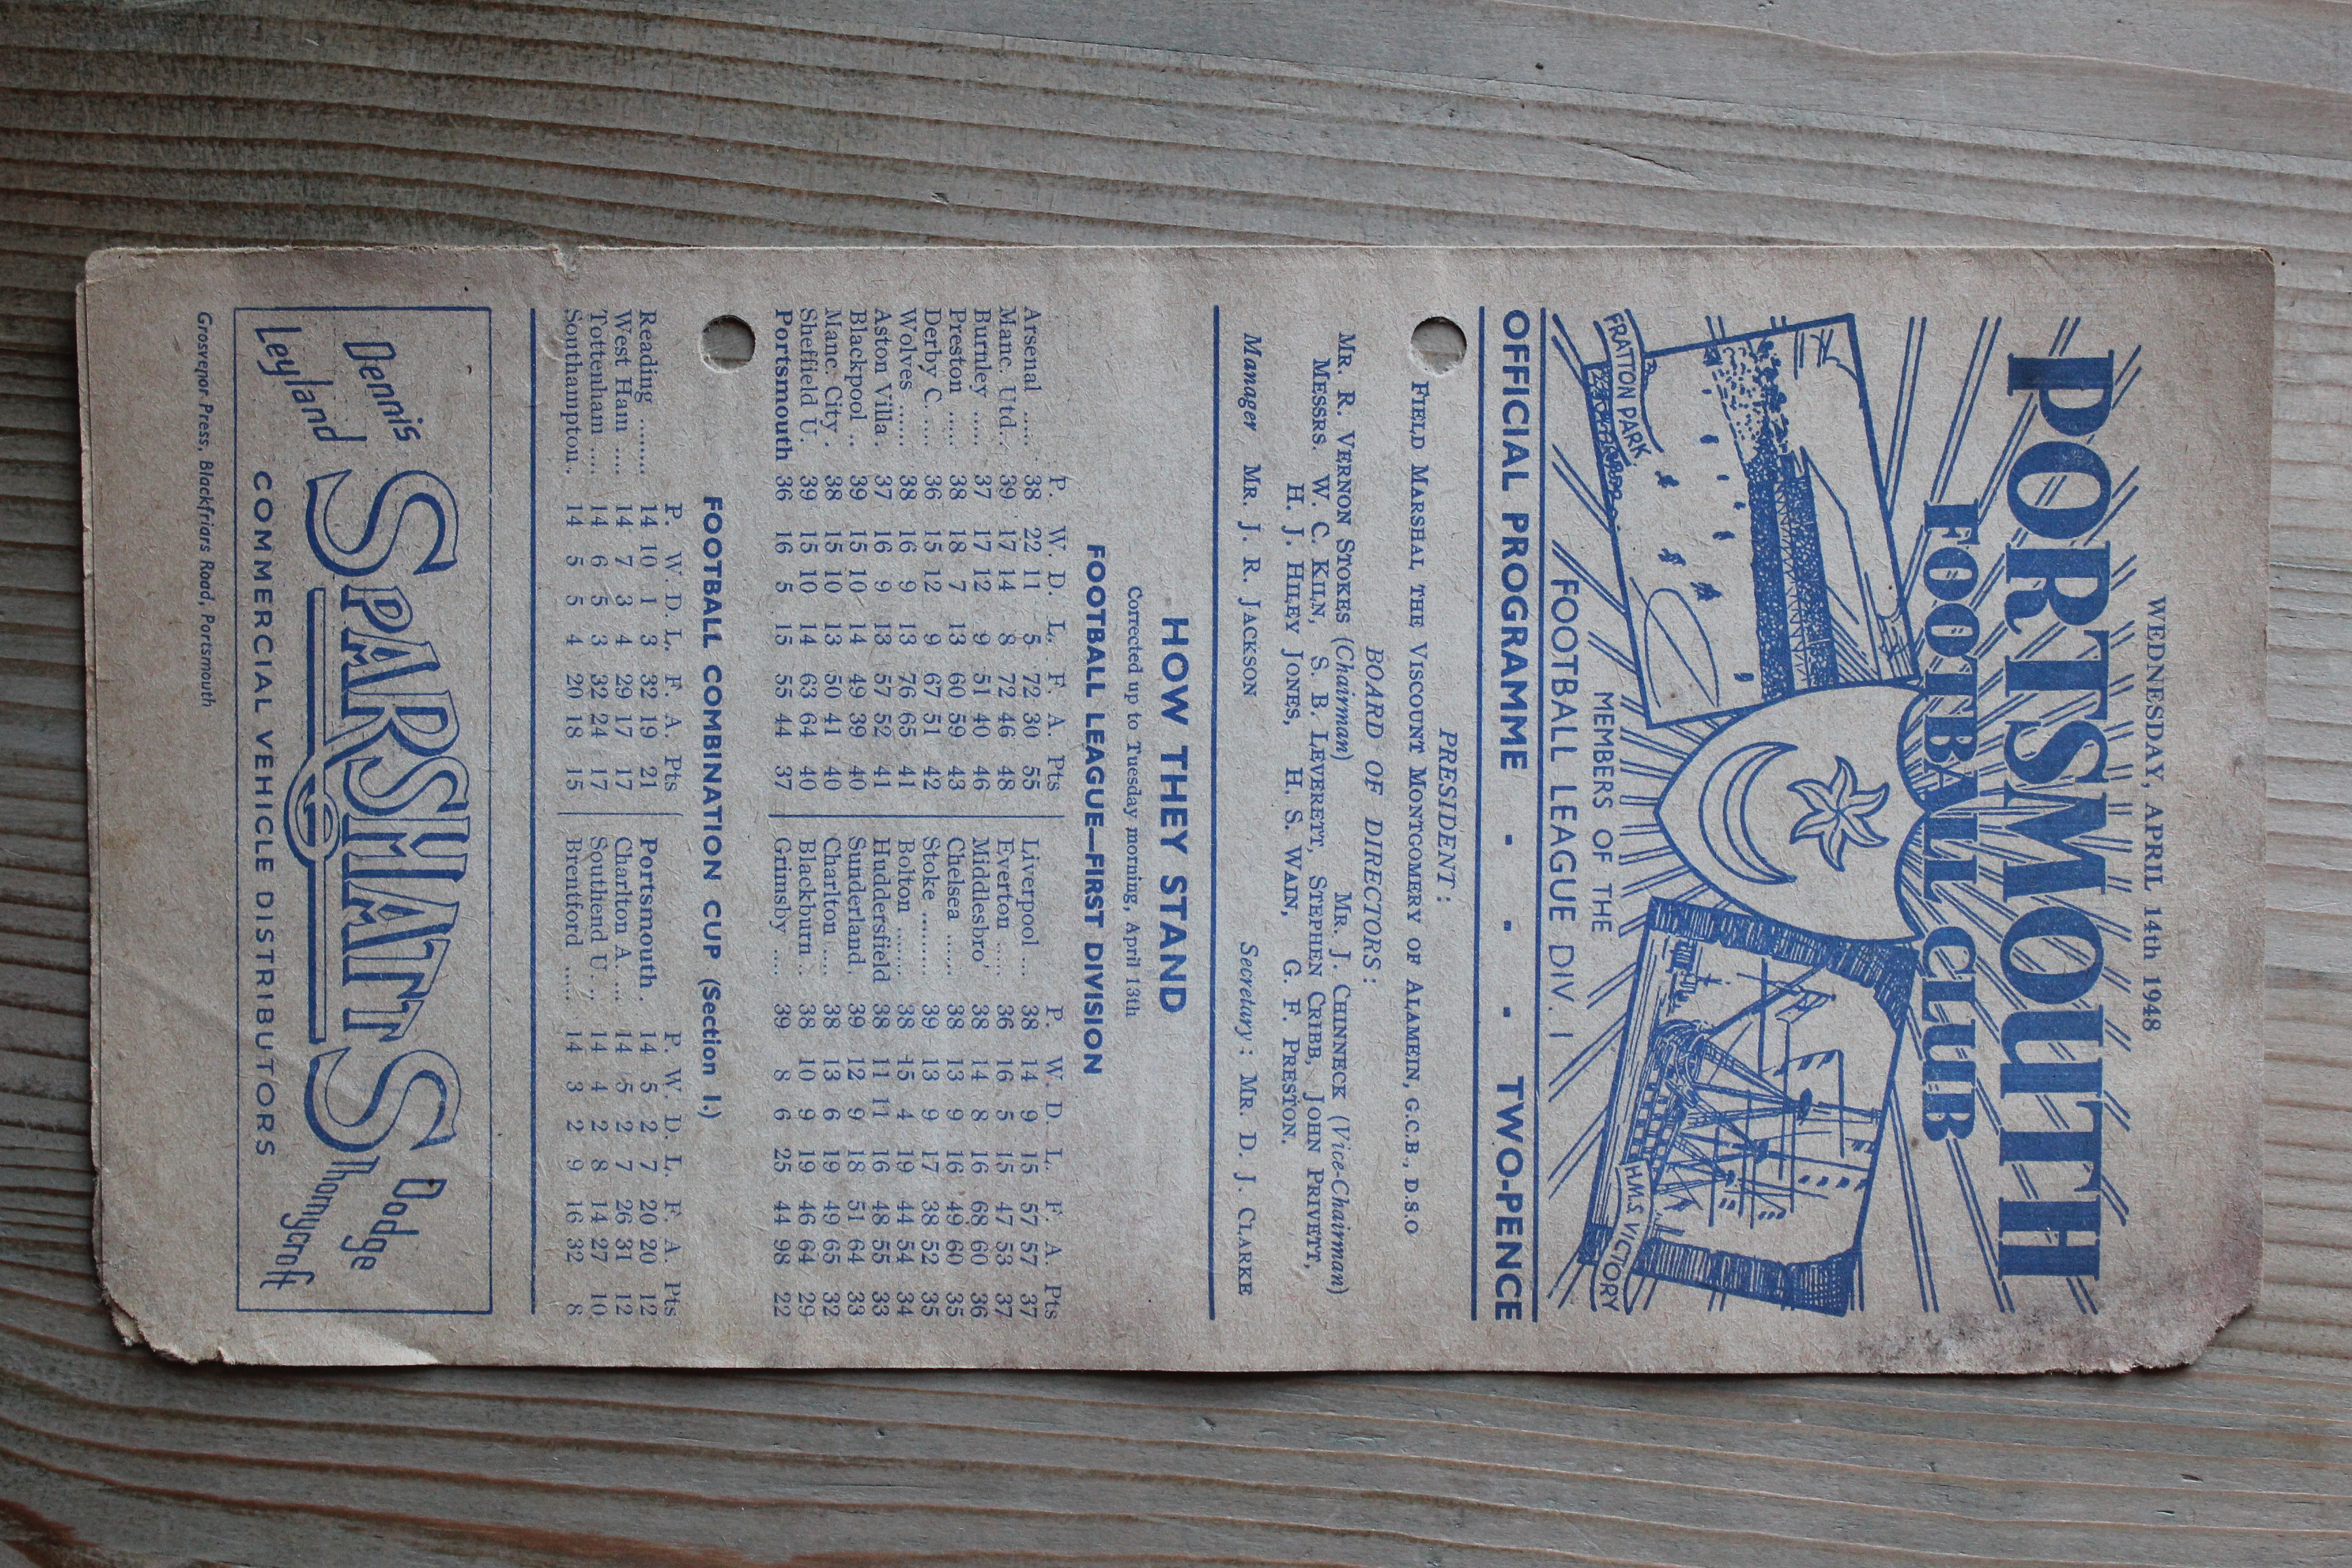 WEDNESDAY, APRIL 14th 1948
PORTSMOUTH
FOOTBALL CLUB
FRATTON PARK
H.M.S. VICTORY
MEMBERS OF THE
FOOTBALL LEAGUE DIV. 1
OFFICIAL PROGRAMME - - - TWO-PENCE
PRESIDENT :
FIELD MARSHAL THE VISCOUNT MONTGOMERY OF ALAMEIN, G.C.B., D.S.O
BOARD OF DIRECTORS :
MR. R. VERNON STOKES (Chairman) MR. J. CHINNECK (Vice-Chairman)
MESSRS. W. C. KILN, S. B. LEVERETT, STEPHEN CRIBB, JOHN PRIVETT,
H. J. HILEY JONES, H. S. WAIN, G. F. PRESTON.
Manager MR. J. R. JACKSON Secretary : MR. D. J. CLARKE
HOW THEY STAND
Corrected up to Tuesday morning, April 13th
FOOTBALL LEAGUE—FIRST DIVISION
P. W. D. L. F. A. Pts P. W. D. L. F. A. Pts
Arsenal ..... 38 22 11 5 72 30 55 Liverpool .... 38 14 9 15 57 57 37
Manc. Utd.. 39 17 14 8 72 46 48 Everton ..... 36 16 5 15 47 53 37
Burnley ..... 37 17 12 9 51 40 46 Middlesbro' 38 14 8 16 68 60 36
Preston ..... 38 18 7 13 60 59 43 Chelsea ...... 38 13 9 16 49 60 35
Derby C. .... 36 15 12 9 67 51 42 Stoke ......... 39 13 9 17 38 52 35
Wolves ....... 38 16 9 13 76 65 41 Bolton ........ 38 15 4 19 44 54 34
Aston Villa . 37 16 9 13 57 52 41 Huddersfield 38 11 11 16 48 55 33
Blackpool .. 39 15 10 14 49 39 40 Sunderland. 39 12 9 18 51 64 33
Manc. City . 38 15 10 13 50 41 40 Charlton .... 38 13 6 19 49 65 32
Sheffield U. 39 15 10 14 63 64 40 Blackburn .. 38 10 9 19 46 64 29
Portsmouth 36 16 5 15 55 44 37 Grimsby .... 39 8 6 25 44 98 22
FOOTBALL COMBINATION CUP (Section 1.)
P. W. D. L. F. A. Pts P. W. D. L. F. A. Pts
Reading ......... 14 10 1 3 32 19 21 Portsmouth . 14 5 2 7 20 20 12
West Ham .... 14 7 3 4 29 17 17 Charlton A. ... 14 5 2 7 26 31 12
Tottenham .... 14 6 5 3 32 24 17 Southend U. . 14 4 2 8 14 27 10
Southampton.. 14 5 5 4 20 18 15 Brentford ...... 14 3 2 9 16 32 8
Dennis Dodge
Leyland SPARSHATTS Thornycroft
COMMERCIAL VEHICLE DISTRIBUTORS
Grosvenor Press, Blackfriars Road, Portsmouth